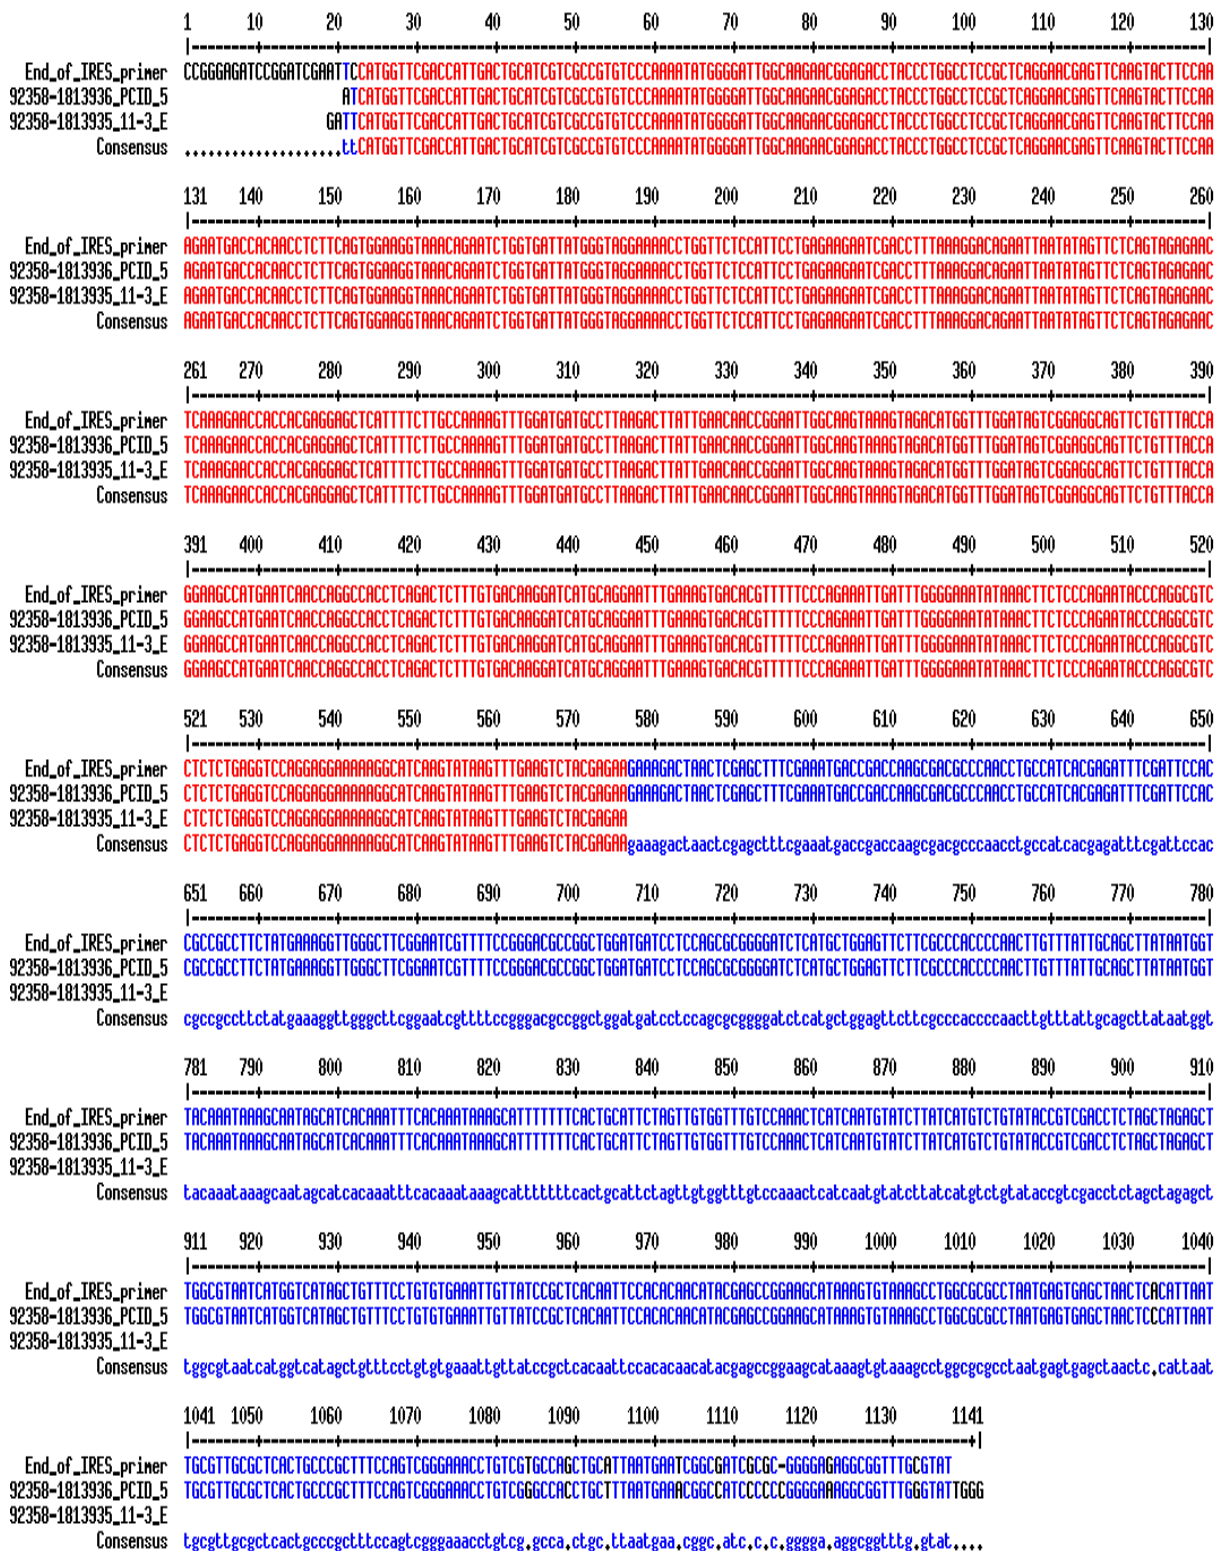 1 10 20 30 40 50 60 70 80 90 100 110 120 130
|--------+---------+---------+---------+---------+---------+---------+---------+---------+---------+---------+---------+---------|
End_of_IRES_primer CCGGGAGATCCGGATCGAATTCCATGGTTCGACCATTGACTGCATCGTCGCCGTGTCCCAAAATATGGGGATTGGCAAGAACGGAGACCTACCCTGGCCTCCGCTCAGGAACGAGTTCAAGTACTTCCAA
92358-1813936_PCID_5 ATCATGGTTCGACCATTGACTGCATCGTCGCCGTGTCCCAAAATATGGGGATTGGCAAGAACGGAGACCTACCCTGGCCTCCGCTCAGGAACGAGTTCAAGTACTTCCAA
92358-1813935_11-3_E GATTCATGGTTCGACCATTGACTGCATCGTCGCCGTGTCCCAAAATATGGGGATTGGCAAGAACGGAGACCTACCCTGGCCTCCGCTCAGGAACGAGTTCAAGTACTTCCAA
Consensus ....................ttCATGGTTCGACCATTGACTGCATCGTCGCCGTGTCCCAAAATATGGGGATTGGCAAGAACGGAGACCTACCCTGGCCTCCGCTCAGGAACGAGTTCAAGTACTTCCAA
131 140 150 160 170 180 190 200 210 220 230 240 250 260
|--------+---------+---------+---------+---------+---------+---------+---------+---------+---------+---------+---------+---------|
End_of_IRES_primer AGAATGACCACAACCTCTTCAGTGGAAGGTAAACAGAATCTGGTGATTATGGGTAGGAAAACCTGGTTCTCCATTCCTGAGAAGAATCGACCTTTAAAGGACAGAATTAATATAGTTCTCAGTAGAGAAC
92358-1813936_PCID_5 AGAATGACCACAACCTCTTCAGTGGAAGGTAAACAGAATCTGGTGATTATGGGTAGGAAAACCTGGTTCTCCATTCCTGAGAAGAATCGACCTTTAAAGGACAGAATTAATATAGTTCTCAGTAGAGAAC
92358-1813935_11-3_E AGAATGACCACAACCTCTTCAGTGGAAGGTAAACAGAATCTGGTGATTATGGGTAGGAAAACCTGGTTCTCCATTCCTGAGAAGAATCGACCTTTAAAGGACAGAATTAATATAGTTCTCAGTAGAGAAC
Consensus AGAATGACCACAACCTCTTCAGTGGAAGGTAAACAGAATCTGGTGATTATGGGTAGGAAAACCTGGTTCTCCATTCCTGAGAAGAATCGACCTTTAAAGGACAGAATTAATATAGTTCTCAGTAGAGAAC
261 270 280 290 300 310 320 330 340 350 360 370 380 390
|--------+---------+---------+---------+---------+---------+---------+---------+---------+---------+---------+---------+---------|
End_of_IRES_primer TCAAAGAACCACCACGAGGAGCTCATTTTCTTGCCAAAAGTTTGGATGATGCCTTAAGACTTATTGAACAACCGGAATTGGCAAGTAAAGTAGACATGGTTTGGATAGTCGGAGGCAGTTCTGTTTACCA
92358-1813936_PCID_5 TCAAAGAACCACCACGAGGAGCTCATTTTCTTGCCAAAAGTTTGGATGATGCCTTAAGACTTATTGAACAACCGGAATTGGCAAGTAAAGTAGACATGGTTTGGATAGTCGGAGGCAGTTCTGTTTACCA
92358-1813935_11-3_E TCAAAGAACCACCACGAGGAGCTCATTTTCTTGCCAAAAGTTTGGATGATGCCTTAAGACTTATTGAACAACCGGAATTGGCAAGTAAAGTAGACATGGTTTGGATAGTCGGAGGCAGTTCTGTTTACCA
Consensus TCAAAGAACCACCACGAGGAGCTCATTTTCTTGCCAAAAGTTTGGATGATGCCTTAAGACTTATTGAACAACCGGAATTGGCAAGTAAAGTAGACATGGTTTGGATAGTCGGAGGCAGTTCTGTTTACCA
391 400 410 420 430 440 450 460 470 480 490 500 510 520
|--------+---------+---------+---------+---------+---------+---------+---------+---------+---------+---------+---------+---------|
End_of_IRES_primer GGAAGCCATGAATCAACCAGGCCACCTCAGACTCTTTGTGACAAGGATCATGCAGGAATTTGAAAGTGACACGTTTTTCCCAGAAATTGATTTGGGGAAATATAAACTTCTCCCAGAATACCCAGGCGTC
92358-1813936_PCID_5 GGAAGCCATGAATCAACCAGGCCACCTCAGACTCTTTGTGACAAGGATCATGCAGGAATTTGAAAGTGACACGTTTTTCCCAGAAATTGATTTGGGGAAATATAAACTTCTCCCAGAATACCCAGGCGTC
92358-1813935_11-3_E GGAAGCCATGAATCAACCAGGCCACCTCAGACTCTTTGTGACAAGGATCATGCAGGAATTTGAAAGTGACACGTTTTTCCCAGAAATTGATTTGGGGAAATATAAACTTCTCCCAGAATACCCAGGCGTC
Consensus GGAAGCCATGAATCAACCAGGCCACCTCAGACTCTTTGTGACAAGGATCATGCAGGAATTTGAAAGTGACACGTTTTTCCCAGAAATTGATTTGGGGAAATATAAACTTCTCCCAGAATACCCAGGCGTC
521 530 540 550 560 570 580 590 600 610 620 630 640 650
|--------+---------+---------+---------+---------+---------+---------+---------+---------+---------+---------+---------+---------|
End_of_IRES_primer CTCTCTGAGGTCCAGGAGGAAAAAGGCATCAAGTATAAGTTTGAAGTCTACGAGAAGAAAGACTAACTCGAGCTTTCGAAATGACCGACCAAGCGACGCCCAACCTGCCATCACGAGATTTCGATTCCAC
92358-1813936_PCID_5 CTCTCTGAGGTCCAGGAGGAAAAAGGCATCAAGTATAAGTTTGAAGTCTACGAGAAGAAAGACTAACTCGAGCTTTCGAAATGACCGACCAAGCGACGCCCAACCTGCCATCACGAGATTTCGATTCCAC
92358-1813935_11-3_E CTCTCTGAGGTCCAGGAGGAAAAAGGCATCAAGTATAAGTTTGAAGTCTACGAGAA
Consensus CTCTCTGAGGTCCAGGAGGAAAAAGGCATCAAGTATAAGTTTGAAGTCTACGAGAAgaaagactaactcgagctttcgaaatgaccgaccaagcgacgcccaacctgccatcacgagatttcgattccac
651 660 670 680 690 700 710 720 730 740 750 760 770 780
|--------+---------+---------+---------+---------+---------+---------+---------+---------+---------+---------+---------+---------|
End_of_IRES_primer CGCCGCCTTCTATGAAAGGTTGGGCTTCGGAATCGTTTTCCGGGACGCCGGCTGGATGATCCTCCAGCGCGGGGATCTCATGCTGGAGTTCTTCGCCCACCCCAACTTGTTTATTGCAGCTTATAATGGT
92358-1813936_PCID_5 CGCCGCCTTCTATGAAAGGTTGGGCTTCGGAATCGTTTTCCGGGACGCCGGCTGGATGATCCTCCAGCGCGGGGATCTCATGCTGGAGTTCTTCGCCCACCCCAACTTGTTTATTGCAGCTTATAATGGT
92358-1813935_11-3_E
Consensus cgccgccttctatgaaaggttgggcttcggaatcgttttccgggacgccggctggatgatcctccagcgcggggatctcatgctggagttcttcgcccaccccaacttgtttattgcagcttataatggt
781 790 800 810 820 830 840 850 860 870 880 890 900 910
|--------+---------+---------+---------+---------+---------+---------+---------+---------+---------+---------+---------+---------|
End_of_IRES_primer TACAAATAAAGCAATAGCATCACAAATTTCACAAATAAAGCATTTTTTTCACTGCATTCTAGTTGTGGTTTGTCCAAACTCATCAATGTATCTTATCATGTCTGTATACCGTCGACCTCTAGCTAGAGCT
92358-1813936_PCID_5 TACAAATAAAGCAATAGCATCACAAATTTCACAAATAAAGCATTTTTTTCACTGCATTCTAGTTGTGGTTTGTCCAAACTCATCAATGTATCTTATCATGTCTGTATACCGTCGACCTCTAGCTAGAGCT
92358-1813935_11-3_E
Consensus tacaaataaagcaatagcatcacaaatttcacaaataaagcatttttttcactgcattctagttgtggtttgtccaaactcatcaatgtatcttatcatgtctgtataccgtcgacctctagctagagct
911 920 930 940 950 960 970 980 990 1000 1010 1020 1030 1040
|--------+---------+---------+---------+---------+---------+---------+---------+---------+---------+---------+---------+---------|
End_of_IRES_primer TGGCGTAATCATGGTCATAGCTGTTTCCTGTGTGAAATTGTTATCCGCTCACAATTCCACACAACATACGAGCCGGAAGCATAAAGTGTAAAGCCTGGCGCGCCTAATGAGTGAGCTAACTCACATTAAT
92358-1813936_PCID_5 TGGCGTAATCATGGTCATAGCTGTTTCCTGTGTGAAATTGTTATCCGCTCACAATTCCACACAACATACGAGCCGGAAGCATAAAGTGTAAAGCCTGGCGCGCCTAATGAGTGAGCTAACTCCCATTAAT
92358-1813935_11-3_E
Consensus tggcgtaatcatggtcatagctgtttcctgtgtgaaattgttatccgctcacaattccacacaacatacgagccggaagcataaagtgtaaagcctggcgcgcctaatgagtgagctaactc.cattaat
1041 1050 1060 1070 1080 1090 1100 1110 1120 1130 1141
|--------+---------+---------+---------+---------+---------+---------+---------+---------+---------+|
End_of_IRES_primer TGCGTTGCGCTCACTGCCCGCTTTCCAGTCGGGAAACCTGTCGTGCCAGCTGCATTAATGAATCGGCGATCGCGC-GGGGAGAGGCGGTTTGCGTAT
92358-1813936_PCID_5 TGCGTTGCGCTCACTGCCCGCTTTCCAGTCGGGAAACCTGTCGGGCCACCTGCTTTAATGAAACGGCCATCCCCCCGGGGAAAGGCGGTTTGGGTATTGGG
92358-1813935_11-3_E
Consensus tgcgttgcgctcactgcccgctttccagtcgggaaacctgtcg.gcca.ctgc.ttaatgaa.cggc.atc.c.c.gggga.aggcggtttg.gtat....